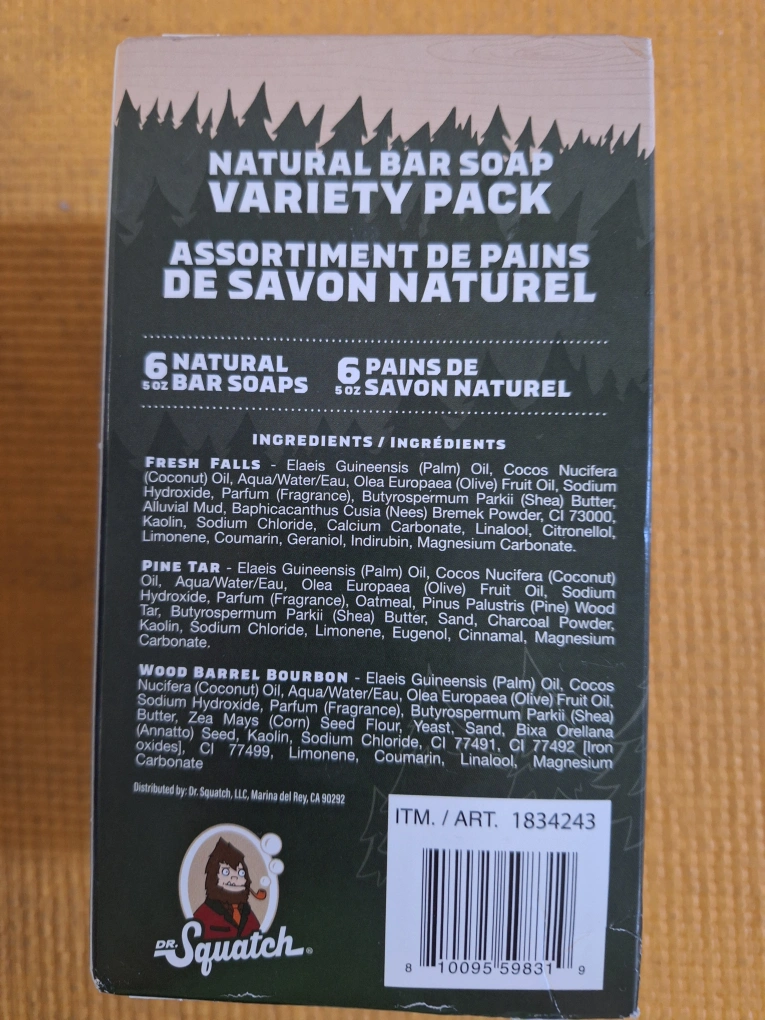 NATURAL BAR SOAP
VARIETY PACK
ASSORTIMENT DE PAINS
DE SAVON NATUREL
6 5 OZ NATURAL BAR SOAPS
6 5 OZ PAINS DE SAVON NATUREL
INGREDIENTS / INGRÉDIENTS
FRESH FALLS - Elaeis Guineensis (Palm) Oil, Cocos Nucifera
(Coconut) Oil, Aqua/Water/Eau, Olea Europaea (Olive) Fruit Oil, Sodium
Hydroxide, Parfum (Fragrance), Butyrospermum Parkii (Shea) Butter,
Alluvial Mud, Baphicacanthus Cusia (Nees) Bremek Powder, CI 73000,
Kaolin, Sodium Chloride, Calcium Carbonate, Linalool, Citronellol,
Limonene, Coumarin, Geraniol, Indirubin, Magnesium Carbonate.
PINE TAR - Elaeis Guineensis (Palm) Oil, Cocos Nucifera (Coconut)
Oil, Aqua/Water/Eau, Olea Europaea (Olive) Fruit Oil, Sodium
Hydroxide, Parfum (Fragrance), Oatmeal, Pinus Palustris (Pine) Wood
Tar, Butyrospermum Parkii (Shea) Butter, Sand, Charcoal Powder,
Kaolin, Sodium Chloride, Limonene, Eugenol, Cinnamal, Magnesium
Carbonate.
WOOD BARREL BOURBON - Elaeis Guineensis (Palm) Oil, Cocos
Nucifera (Coconut) Oil, Aqua/Water/Eau, Olea Europaea (Olive) Fruit Oil,
Sodium Hydroxide, Parfum (Fragrance), Butyrospermum Parkii (Shea)
Butter, Zea Mays (Corn) Seed Flour, Yeast, Sand, Bixa Orellana
(Annatto) Seed, Kaolin, Sodium Chloride, CI 77491, CI 77492 [Iron
oxides], CI 77499, Limonene, Coumarin, Linalool, Magnesium
Carbonate
Distributed by: Dr. Squatch, LLC, Marina del Rey, CA 90292
ITM. / ART. 1834243
8 10095 59831 9
DR. Squatch®